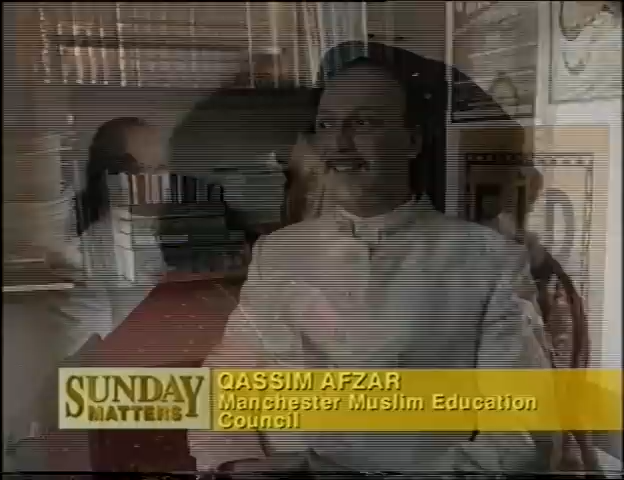 SUNDAY
MATTERS
QASSIM AFZAR
Manchester Muslim Education
Council